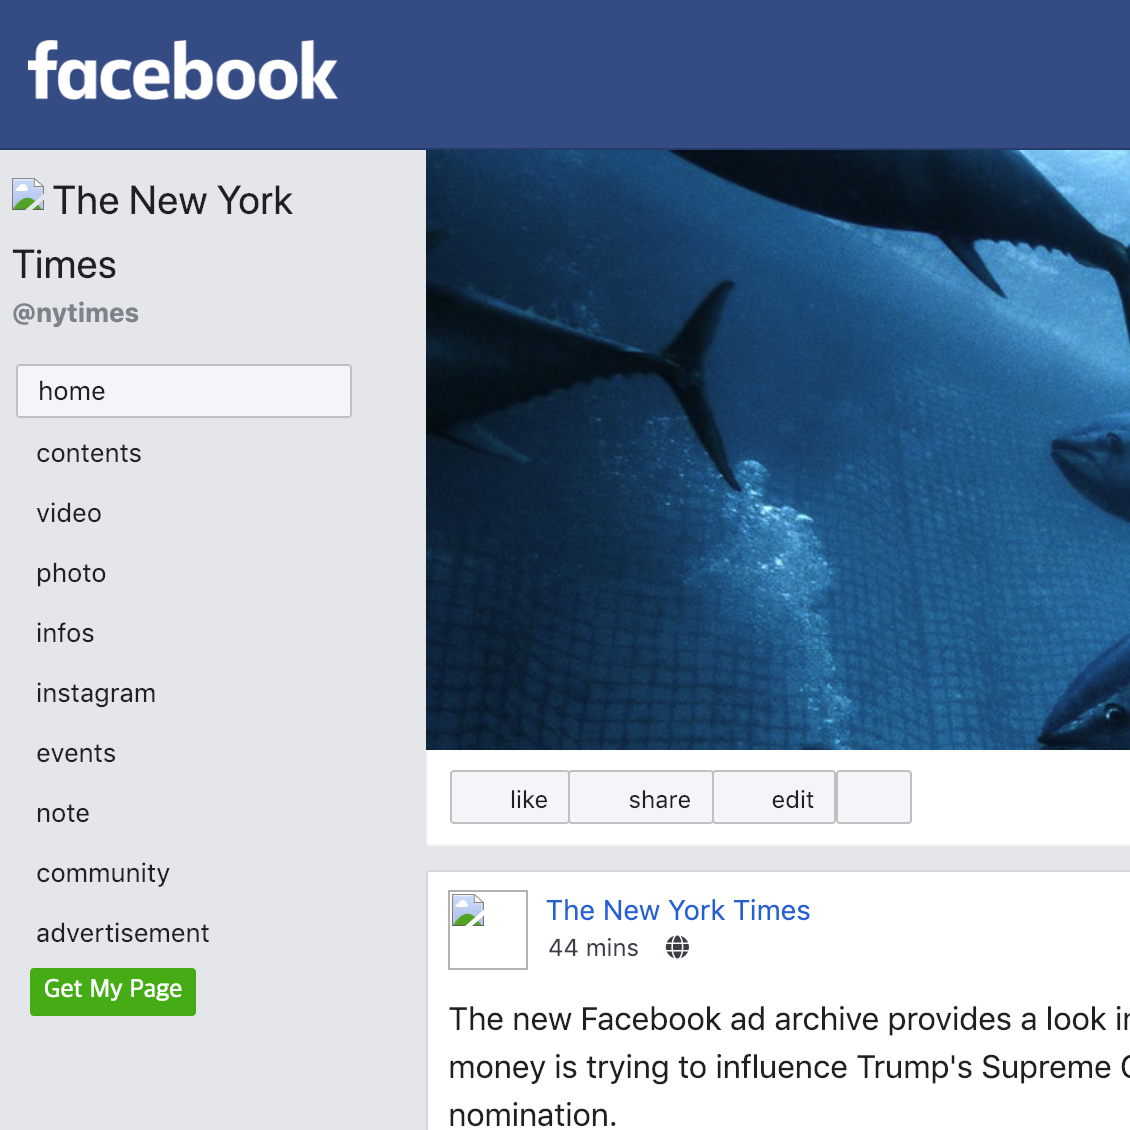 facebook
The New York
Times
@nytimes
home
contents
video
photo
infos
instagram
events
note
community
advertisement
Get My Page
like share edit
The New York Times
44 mins
The new Facebook ad archive provides a look
money is trying to influence Trump's Supreme
nomination.